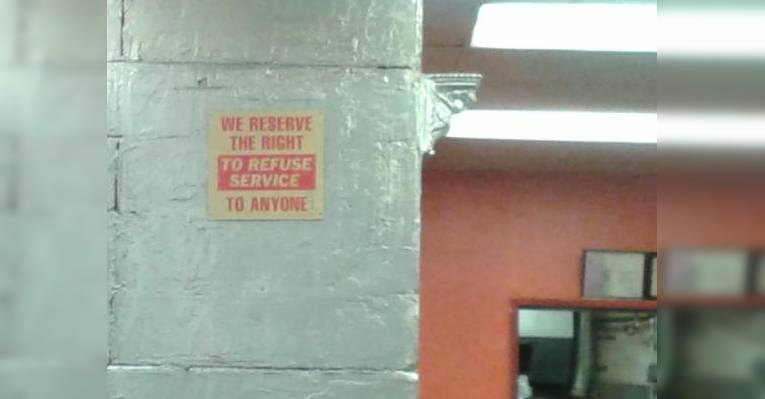 WE RESERVE
THE RIGHT
TO REFUSE
SERVICE
TO ANYONE